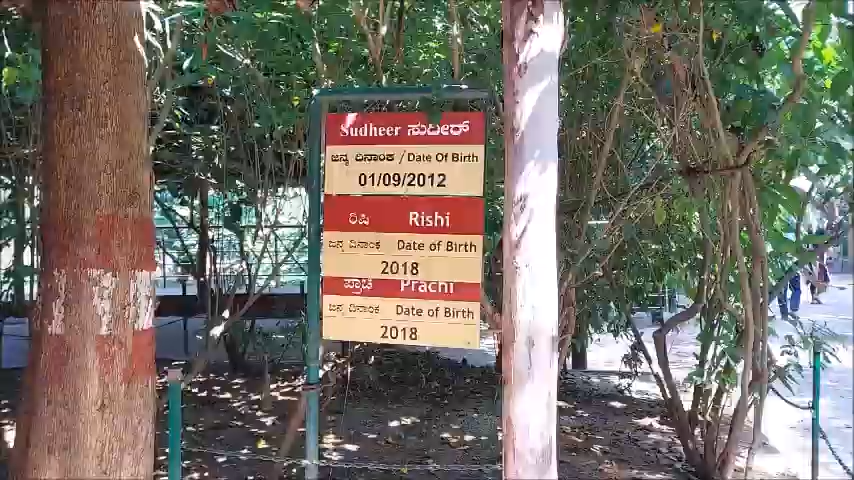 Sudheer ಸುದೀರ್
ಜನ್ಮ ದಿನಾಂಕ / Date Of Birth
01/09/2012
ರಿಷಿ Rishi
ಜನ್ಮ ದಿನಾಂಕ Date of Birth
2018
ಪ್ರಾಚಿ Prachi
ಜನ್ಮ ದಿನಾಂಕ Date of Birth
2018